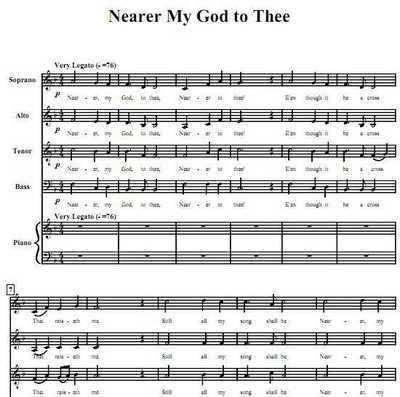 Nearer My God to Thee
Very Legato (♩=76)
Soprano
p
Near - er, my God, to thee, Near - er to thee! E'en though it be a cross
Alto
p
Near - er, my God, to thee, Near - er to thee! E'en though it be a cross
Tenor
p
Near - er, my God, to thee, Near - er to thee! E'en though it be a cross
Bass
p
Near - er, my God, to thee, Near - er to thee! E'en though it be a cross
Very Legato (♩=76)
Piano
7
That rais - eth me. Still all my song shall be Near - er, my
That rais - eth me. Still all my song shall be Near - er, my
That rais - eth me. Still all my song shall be Near - er, my